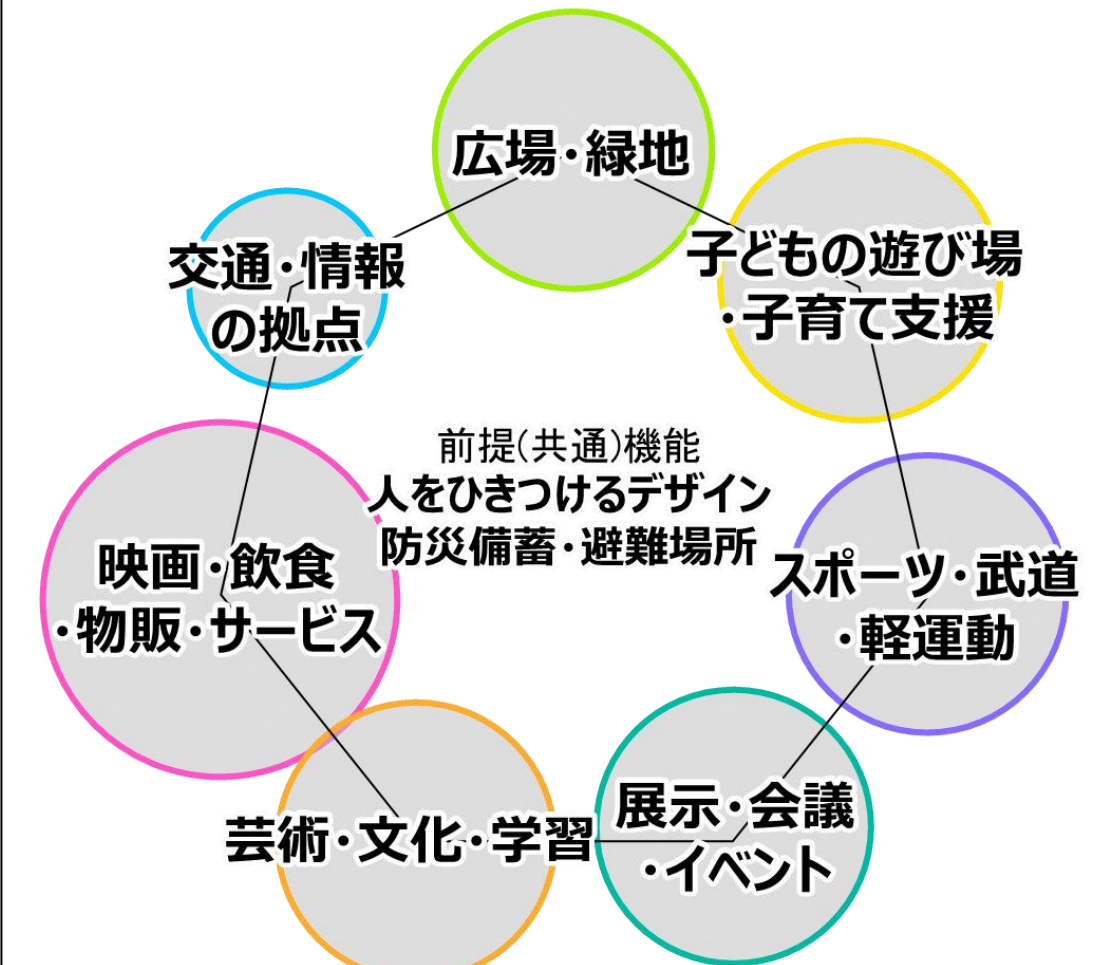 広場・緑地
子どもの遊び場
・子育て支援
交通・情報
の拠点
前提(共通)機能
人をひきつけるデザイン
防災備蓄・避難場所
スポーツ・武道
・軽運動
映画・飲食
・物販・サービス
展示・会議
・イベント
芸術・文化・学習